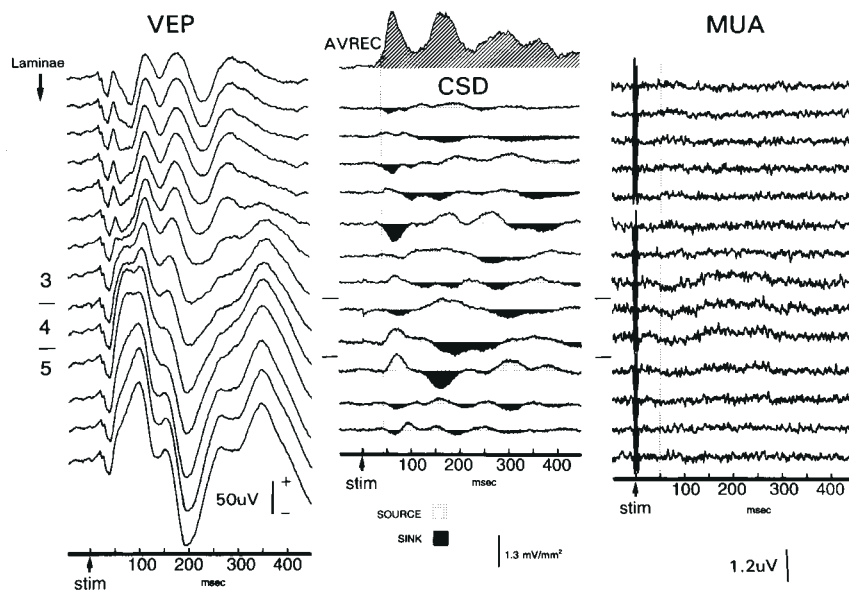 VEP
AVREC
CSD
MUA
Laminae
3
4
5
50uV
+
–
100 200 300 400
msec
stim
100 200 300 400
msec
stim
SOURCE
SINK
1.3 mV/mm²
100 200 300 400
msec
stim
1.2uV